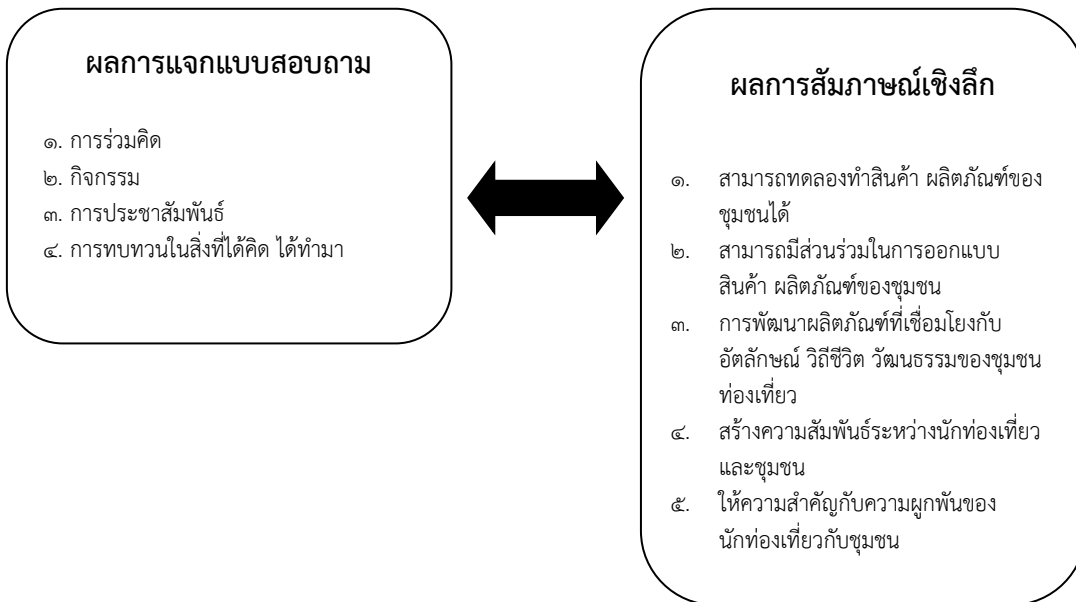 ผลการแจกแบบสอบถาม
๑. การร่วมคิด
๒. กิจกรรม
๓. การประชาสัมพันธ์
๔. การทบทวนในสิ่งที่ได้คิด ได้ทำมา
ผลการสัมภาษณ์เชิงลึก
๑. สามารถทดลองทำสินค้า ผลิตภัณฑ์ของ
ชุมชนได้
๒. สามารถมีส่วนร่วมในการออกแบบ
สินค้า ผลิตภัณฑ์ของชุมชน
๓. การพัฒนาผลิตภัณฑ์ที่เชื่อมโยงกับ
อัตลักษณ์ วิถีชีวิต วัฒนธรรมของชุมชน
ท่องเที่ยว
๔. สร้างความสัมพันธ์ระหว่างนักท่องเที่ยว
และชุมชน
๕. ให้ความสำคัญกับความผูกพันของ
นักท่องเที่ยวกับชุมชน